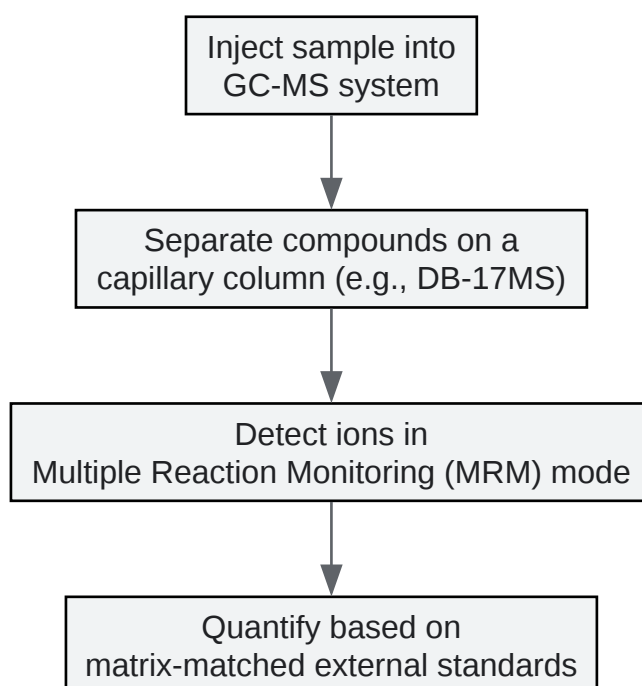 Inject sample into
GC-MS system
Separate compounds on a
capillary column (e.g., DB-17MS)
Detect ions in
Multiple Reaction Monitoring (MRM) mode
Quantify based on
matrix-matched external standards